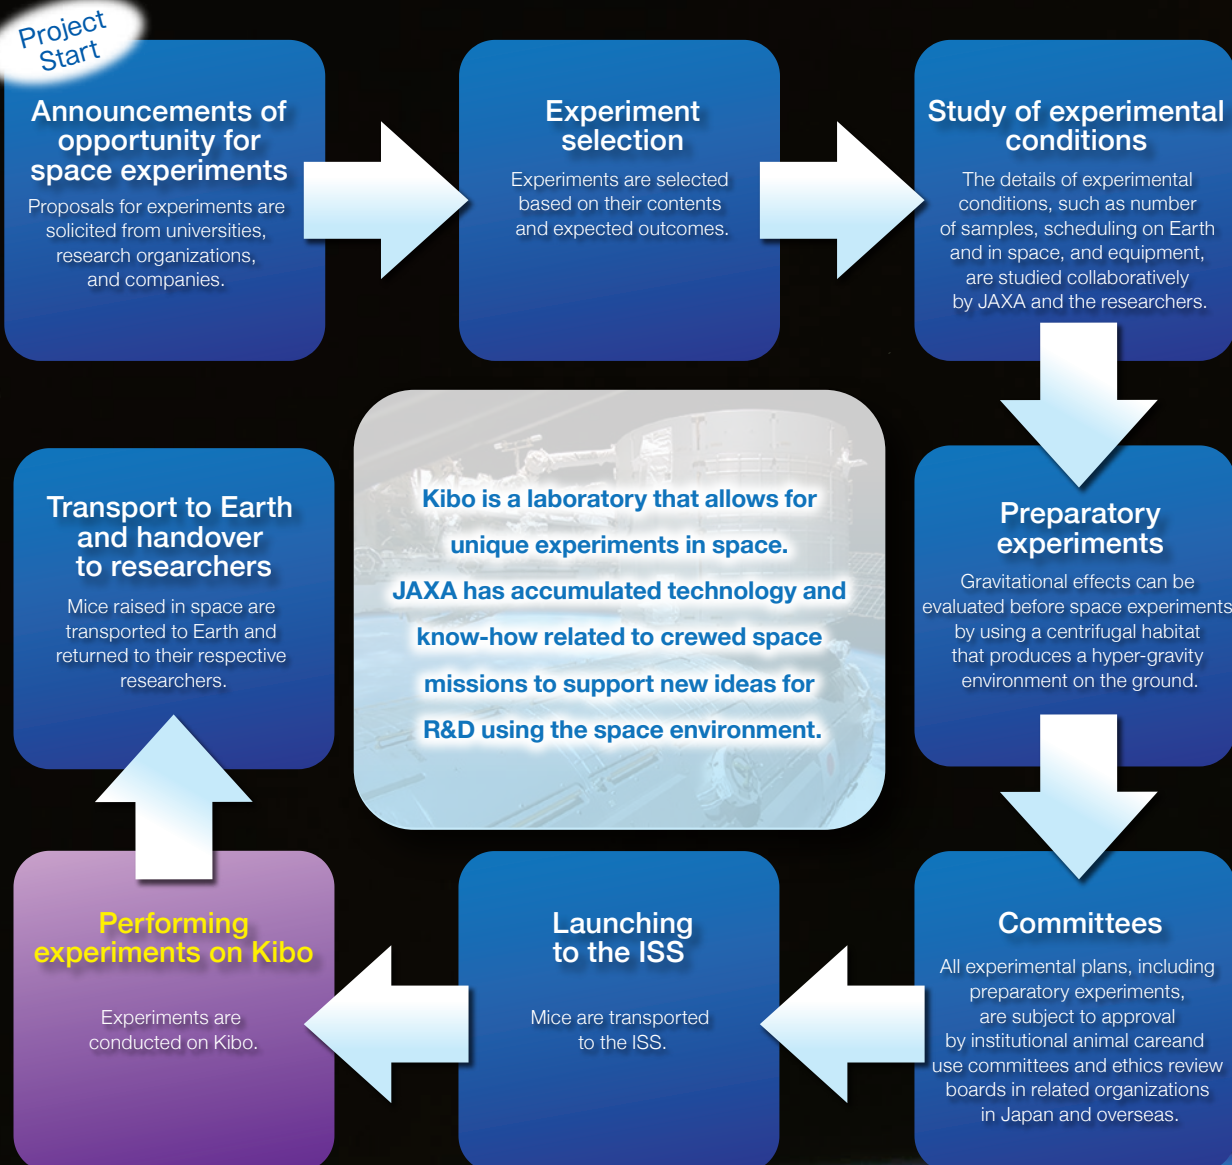 Project
Start
Announcements of
opportunity for
space experiments
Proposals for experiments are
solicited from universities,
research organizations,
and companies.
Experiment
selection
Experiments are selected
based on their contents
and expected outcomes.
Study of experimental
conditions
The details of experimental
conditions, such as number
of samples, scheduling on Earth
and in space, and equipment,
are studied collaboratively
by JAXA and the researchers.
Preparatory
experiments
Gravitational effects can be
evaluated before space experiments
by using a centrifugal habitat
that produces a hyper-gravity
environment on the ground.
Committees
All experimental plans, including
preparatory experiments,
are subject to approval
by institutional animal careand
use committees and ethics review
boards in related organizations
in Japan and overseas.
Launching
to the ISS
Mice are transported
to the ISS.
Performing
experiments on Kibo
Experiments are
conducted on Kibo.
Transport to Earth
and handover
to researchers
Mice raised in space are
transported to Earth and
returned to their respective
researchers.
Kibo is a laboratory that allows for
unique experiments in space.
JAXA has accumulated technology and
know-how related to crewed space
missions to support new ideas for
R&D using the space environment.